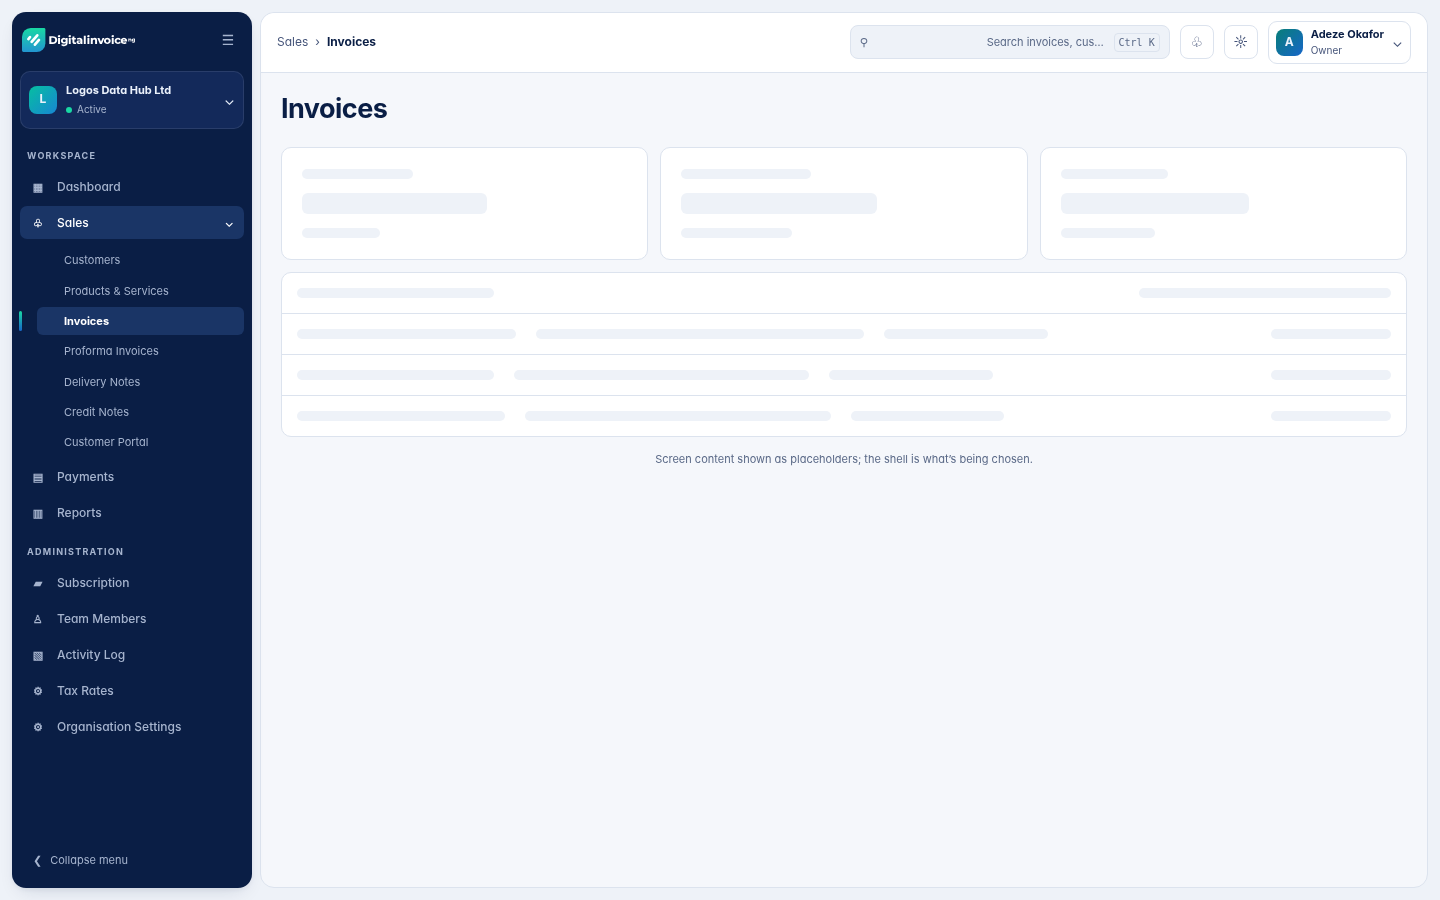 Digitalinvoice
Logos Data Hub Ltd
Active
WORKSPACE
Dashboard
Sales
Customers
Products & Services
Invoices
Proforma Invoices
Delivery Notes
Credit Notes
Customer Portal
Payments
Reports
ADMINISTRATION
Subscription
Team Members
Activity Log
Tax Rates
Organisation Settings
Collapse menu
Sales › Invoices
Search invoices, cus... Ctrl K
A
Adeze Okafor
Owner
L
Invoices
Screen content shown as placeholders; the shell is what's being chosen.